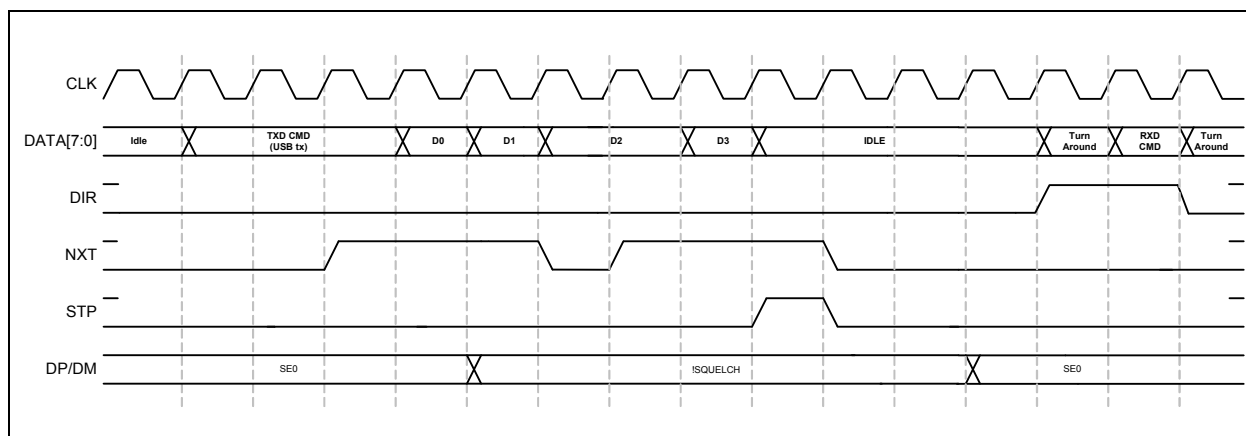 CLK
DATA[7:0]
Idle
TXD CMD
(USB tx)
D0
D1
D2
D3
IDLE
Turn
Around
RXD
CMD
Turn
Around
DIR
NXT
STP
DP/DM
SE0
!SQUELCH
SE0